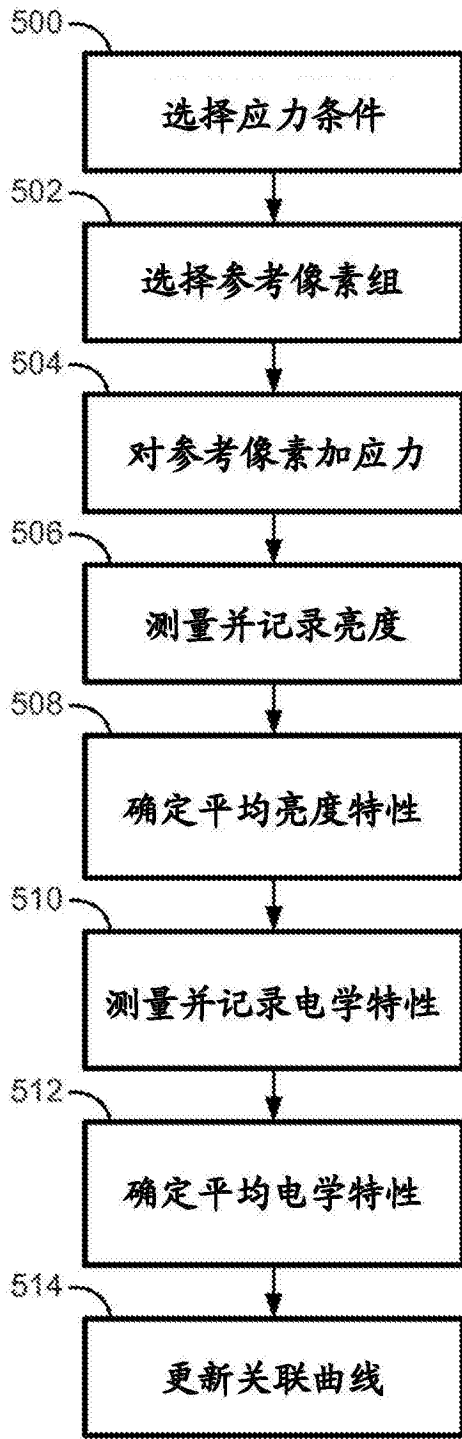 500
选择应力条件
502
选择参考像素组
504
对参考像素加应力
506
测量并记录亮度
508
确定平均亮度特性
510
测量并记录电学特性
512
确定平均电学特性
514
更新关联曲线